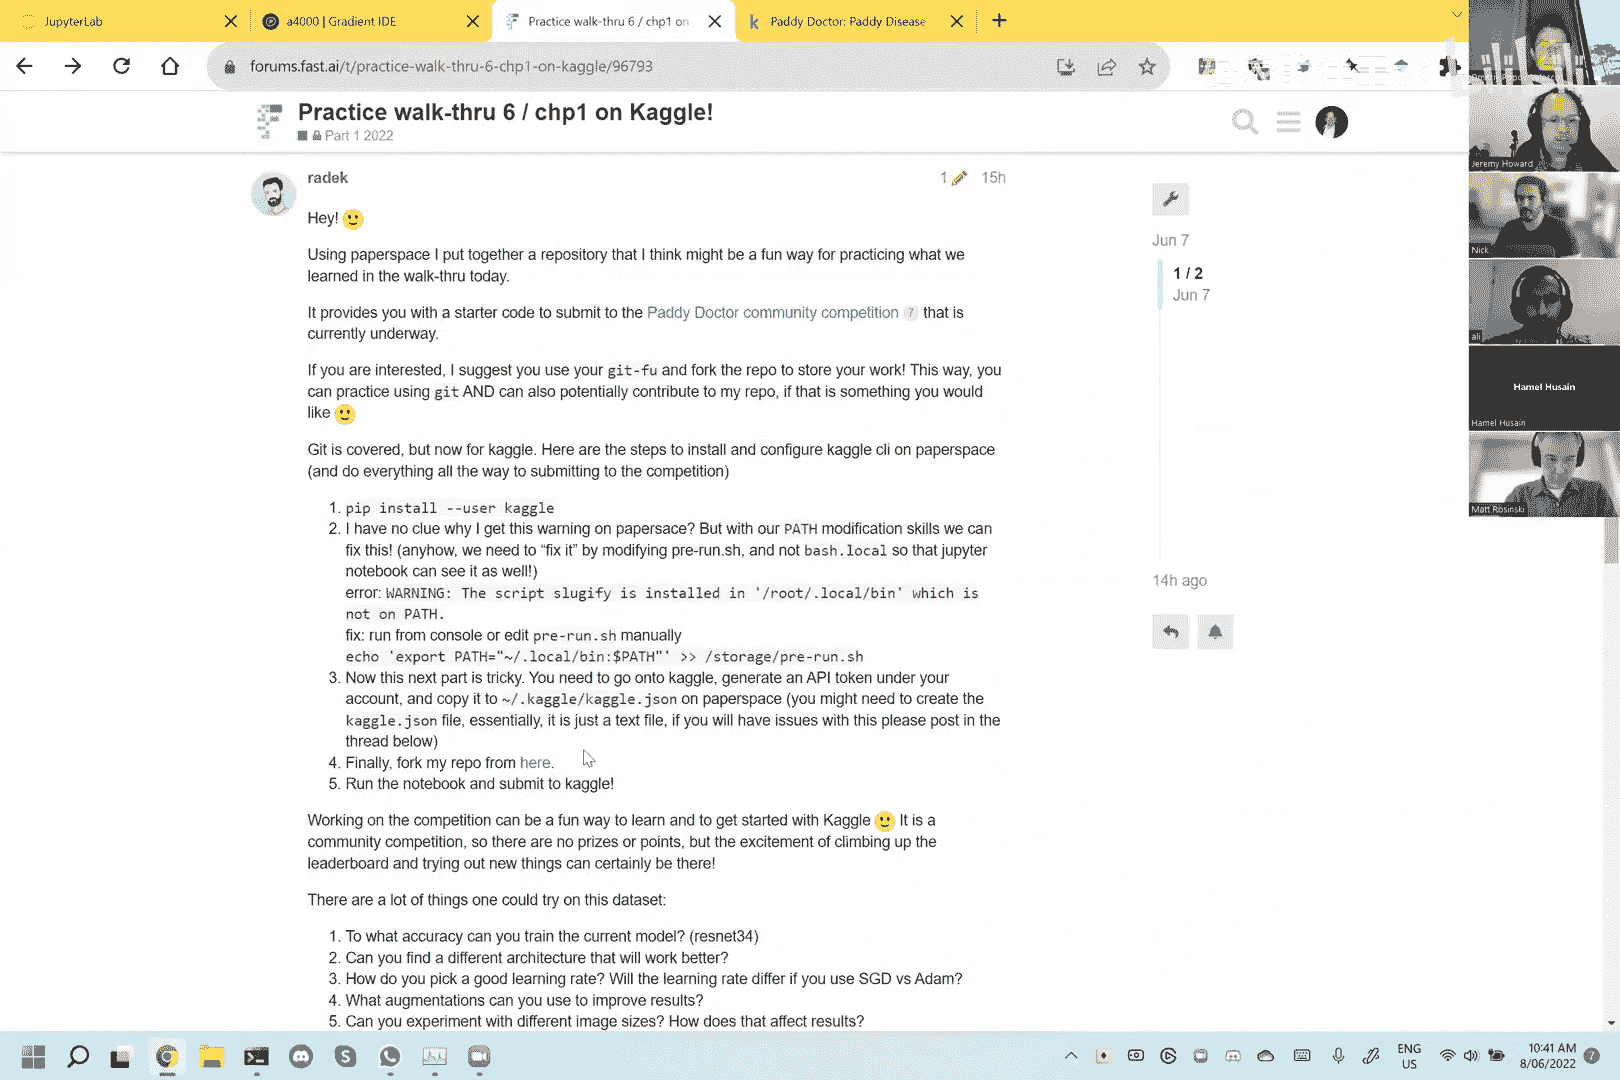 JupyterLab
a4000 | Gradient IDE
Practice walk-thru 6 / chp1 on
Paddy Doctor: Paddy Disease
forums.fast.ai/t/practice-walk-thru-6-chp1-on-kaggle/96793
Practice walk-thru 6 / chp1 on Kaggle!
Part 1 2022
radek
1
15h
Hey!
Using paperspace I put together a repository that I think might be a fun way for practicing what we
learned in the walk-thru today.
It provides you with a starter code to submit to the Paddy Doctor community competition 7 that is
currently underway.
If you are interested, I suggest you use your git-fu and fork the repo to store your work! This way, you
can practice using git AND can also potentially contribute to my repo, if that is something you would
like
Git is covered, but now for kaggle. Here are the steps to install and configure kaggle cli on paperspace
(and do everything all the way to submitting to the competition)
1. pip install --user kaggle
2. I have no clue why I get this warning on papersace? But with our PATH modification skills we can
fix this! (anyhow, we need to “fix it” by modifying pre-run.sh, and not bash.local so that jupyter
notebook can see it as well!)
error: WARNING: The script slugify is installed in '/root/.local/bin' which is
not on PATH.
fix: run from console or edit pre-run.sh manually
echo 'export PATH="~/.local/bin:$PATH"' >> /storage/pre-run.sh
3. Now this next part is tricky. You need to go onto kaggle, generate an API token under your
account, and copy it to ~/.kaggle/kaggle.json on paperspace (you might need to create the
kaggle.json file, essentially, it is just a text file, if you will have issues with this please post in the
thread below)
4. Finally, fork my repo from here.
5. Run the notebook and submit to kaggle!
Working on the competition can be a fun way to learn and to get started with Kaggle It is a
community competition, so there are no prizes or points, but the excitement of climbing up the
leaderboard and trying out new things can certainly be there!
There are a lot of things one could try on this dataset:
1. To what accuracy can you train the current model? (resnet34)
2. Can you find a different architecture that will work better?
3. How do you pick a good learning rate? Will the learning rate differ if you use SGD vs Adam?
4. What augmentations can you use to improve results?
5. Can you experiment with different image sizes? How does that affect results?
Jun 7
1 / 2
Jun 7
14h ago
Jeremy Howard
Nick
ali
Hamel Husain
Hamel Husain
Matt Rosinski
ENG
US
10:41 AM
8/06/2022
7